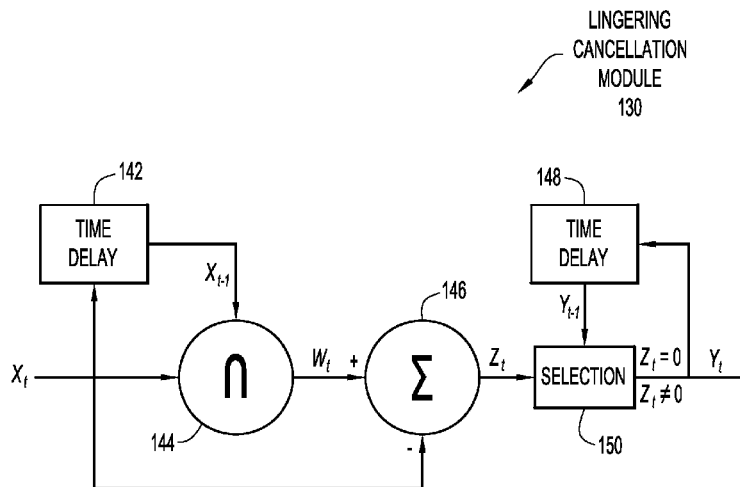 LINGERING
CANCELLATION
MODULE
130
142
TIME
DELAY
148
TIME
DELAY
X_{t-1}
146
Y_{t-1}
X_t
∩
W_t
+
Σ
Z_t
SELECTION
Z_t = 0
Z_t ≠ 0
Y_t
144
-
150